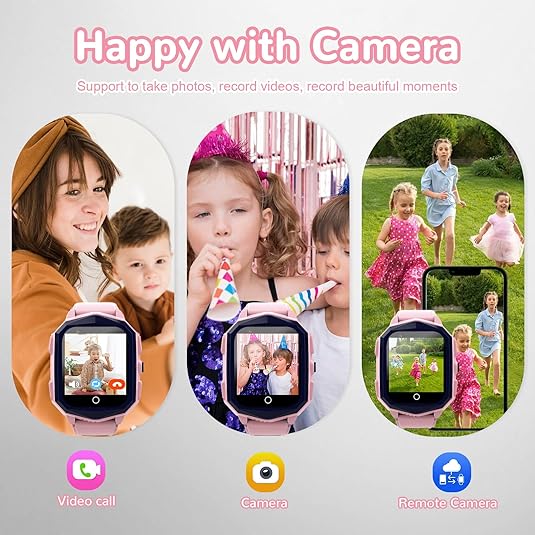 Happy with Camera
Support to take photos, record videos, record beautiful moments
Video call
Camera
Remote Camera